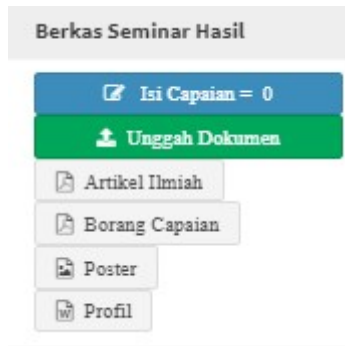 Berkas Seminar Hasil
Isi Capaian = 0
Unggah Dokumen
Artikel Ilmiah
Borang Capaian
Poster
Profil